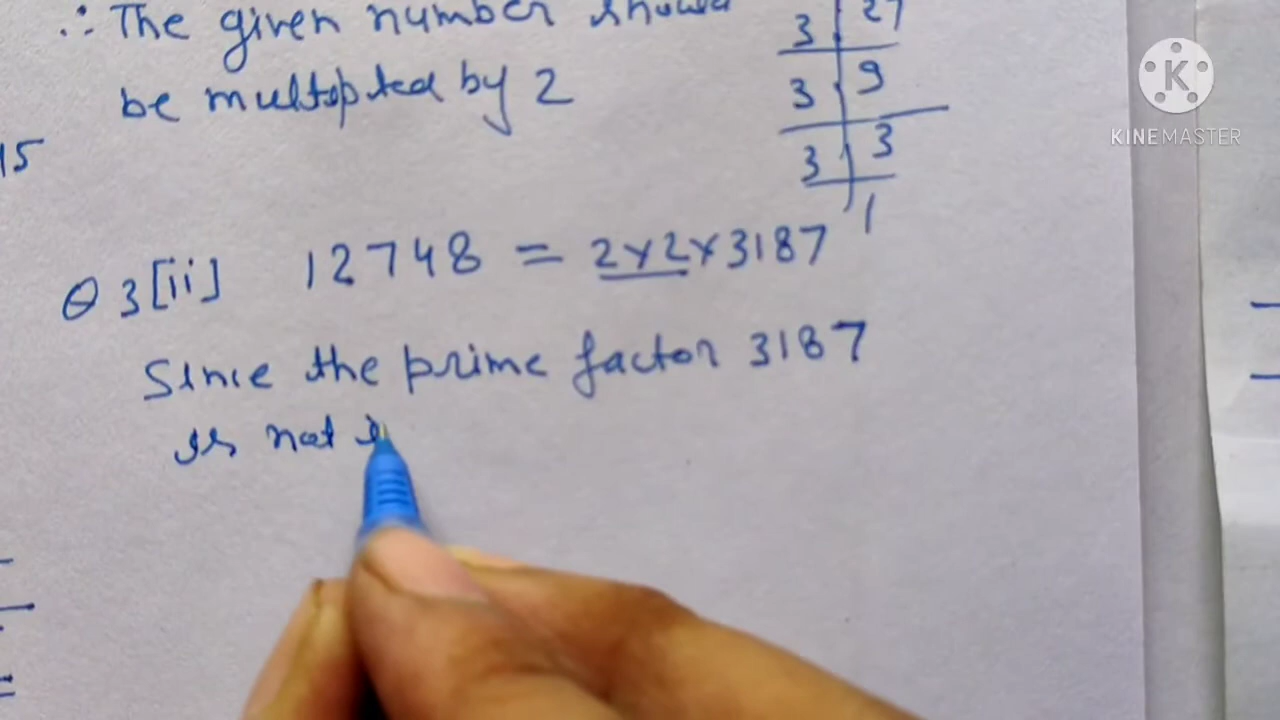 ∴ The given number should
be multipted by 2
3 | 27
3 | 9
3 | 3
1
15
Q 3[ii] 12748 = 2×2×3187
Since the prime factor 3187
is not i
KINEMASTER